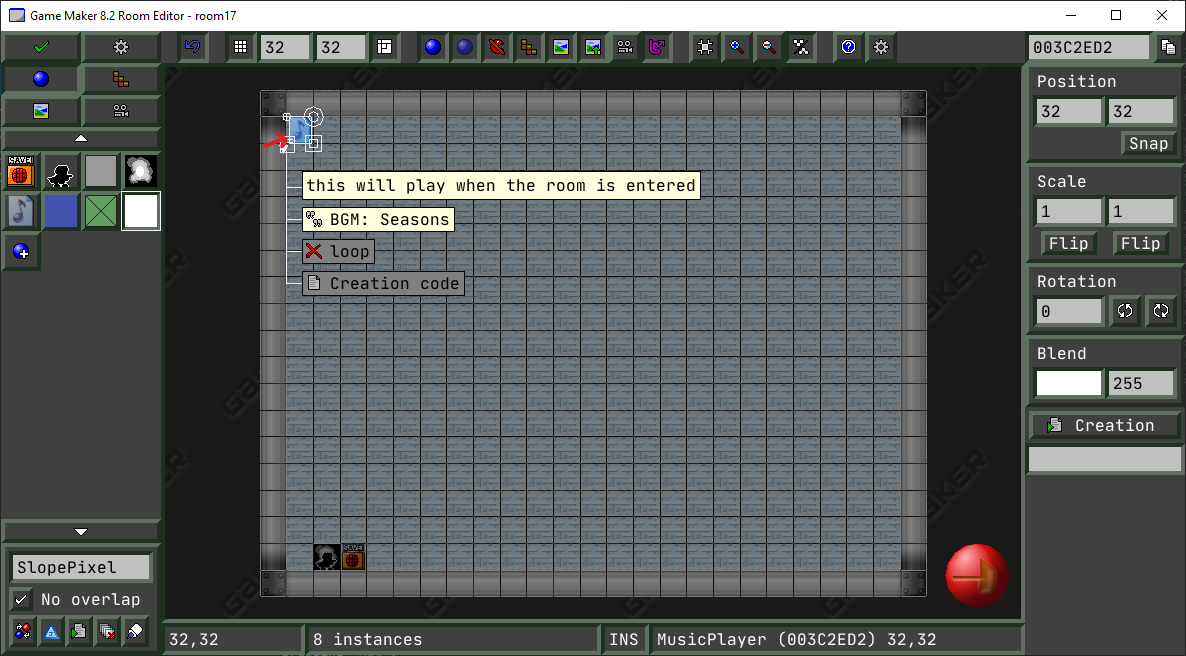 Game Maker 8.2 Room Editor - room17
32
32
003C2ED2
Position
32
32
Snap
Scale
1
1
Flip
Flip
Rotation
0
Blend
255
Creation
SAVE!
this will play when the room is entered
BGM: Seasons
loop
Creation code
SAVE!
SlopePixel
No overlap
32,32
8 instances
INS
MusicPlayer (003C2ED2) 32,32